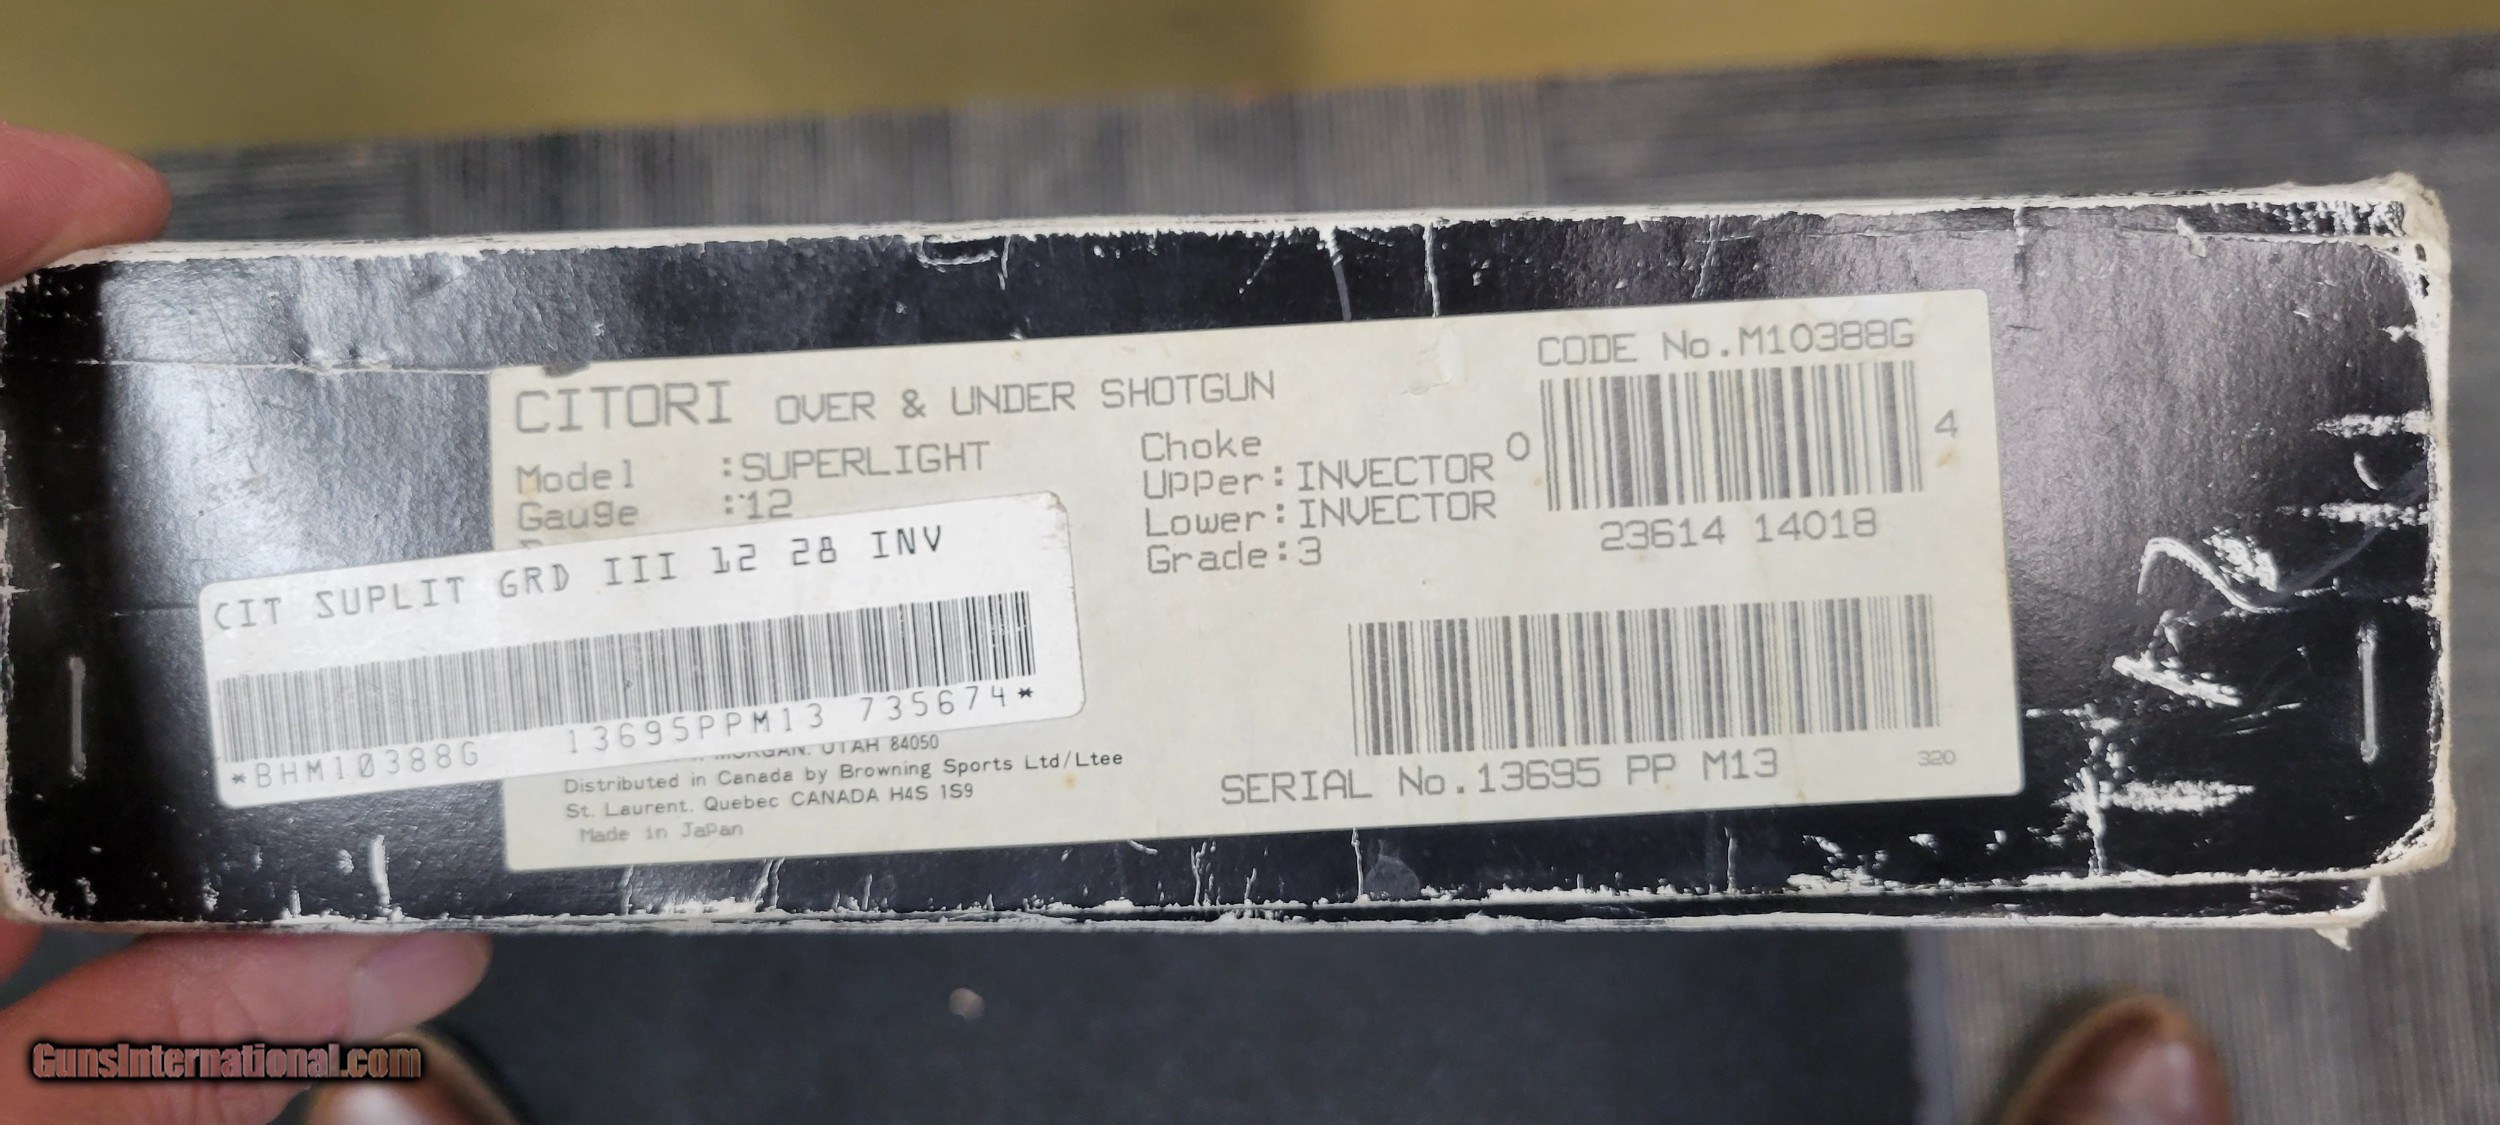 CITORI OVER & UNDER SHOTGUN
Model :SUPERLIGHT
Gauge :12
Choke
Upper:INVECTOR
Lower:INVECTOR
Grade:3
CODE No.M10388G
0 4
23614 14018
CIT SUPLIT GRD III 12 28 INV
*BHM10388G 13695PPM13 735674*
MORGAN, UTAH 84050
Distributed in Canada by Browning Sports Ltd/Ltee
St. Laurent, Quebec CANADA H4S 1S9
Made in Japan
SERIAL No.13695 PP M13
320
GunsInternational.com